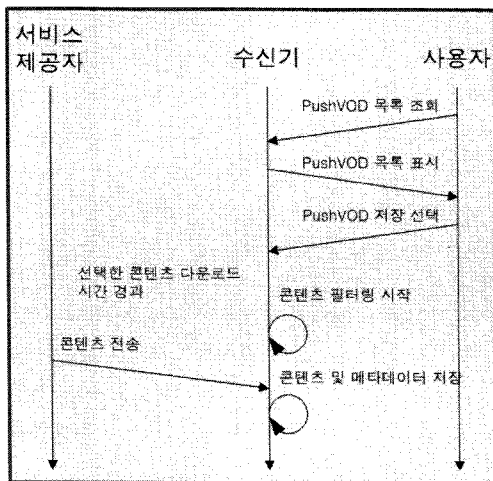 서비스
제공자
수신기
사용자
PushVOD 목록 조회
PushVOD 목록 표시
PushVOD 저장 선택
선택한 콘텐츠 다운로드
시간 경과
콘텐츠 필터링 시작
콘텐츠 전송
콘텐츠 및 메타데이터 저장